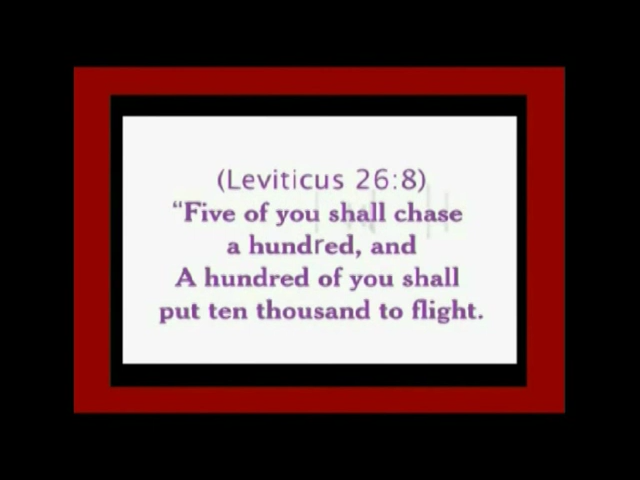 (Leviticus 26:8)
“Five of you shall chase
a hundred, and
A hundred of you shall
put ten thousand to flight.